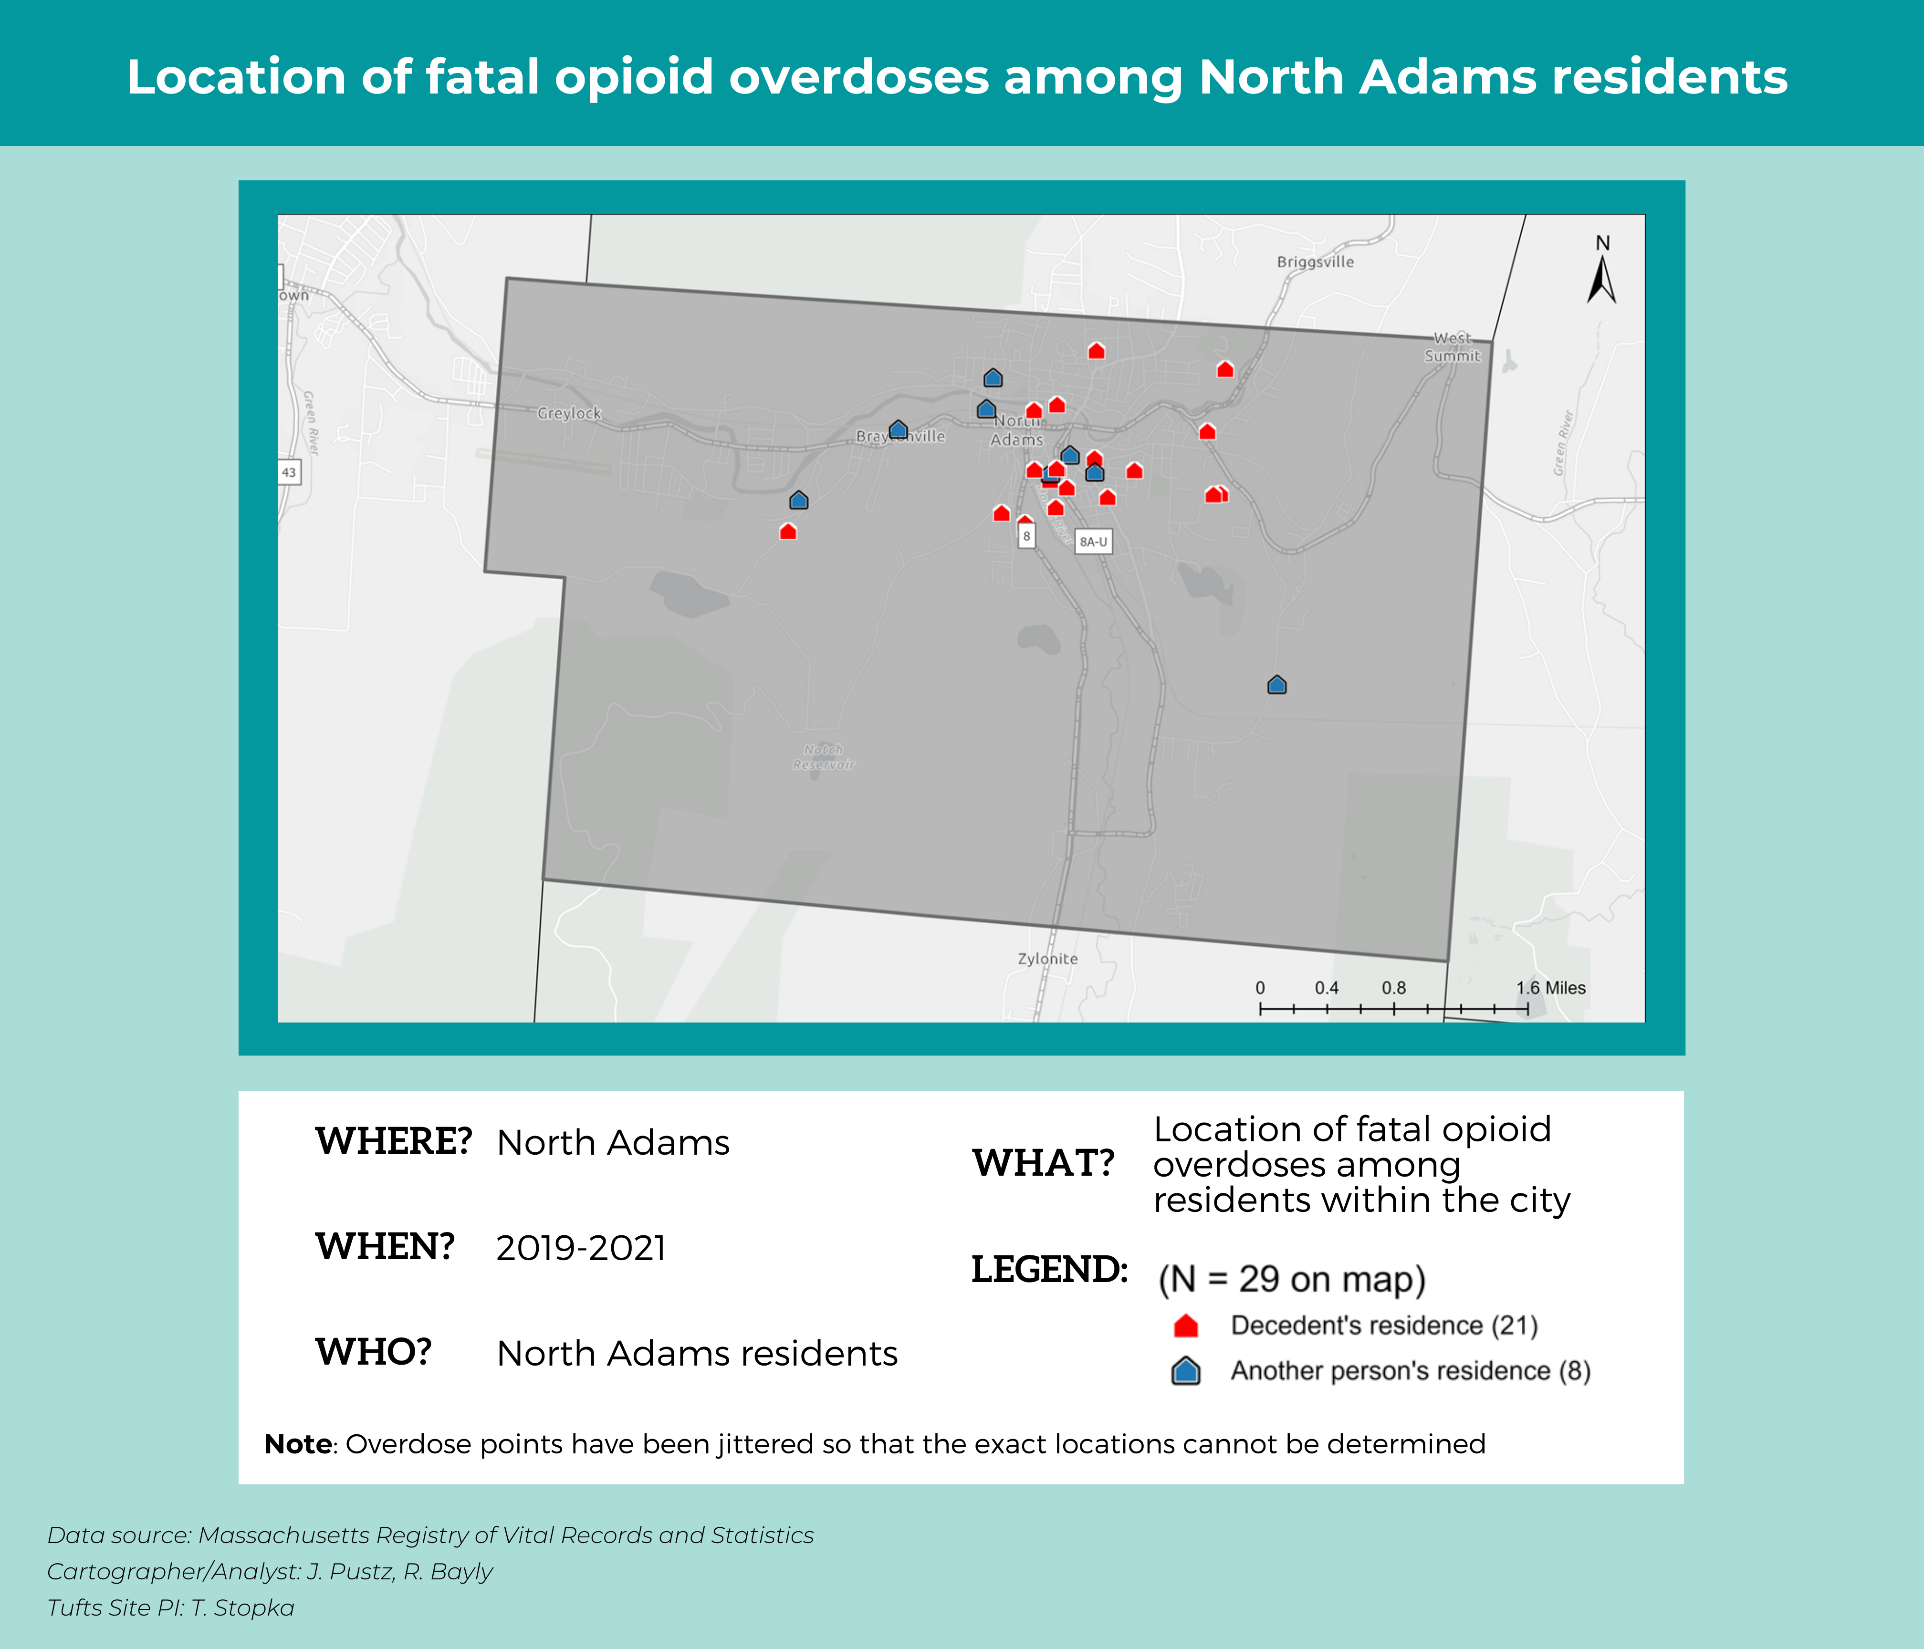 Location of fatal opioid overdoses among North Adams residents
N
Briggsville
own
West
Summit
Green River
Greylock
Green River
North
Adams
43
8
8A-U
River
Notch
Reservoir
Zylonite
0 0.4 0.8 1.6 Miles
WHERE? North Adams
WHEN? 2019-2021
WHO? North Adams residents
WHAT? Location of fatal opioid
overdoses among
residents within the city
LEGEND: (N = 29 on map)
Decedent's residence (21)
Another person's residence (8)
Note: Overdose points have been jittered so that the exact locations cannot be determined
Data source: Massachusetts Registry of Vital Records and Statistics
Cartographer/Analyst: J. Pustz, R. Bayly
Tufts Site PI: T. Stopka